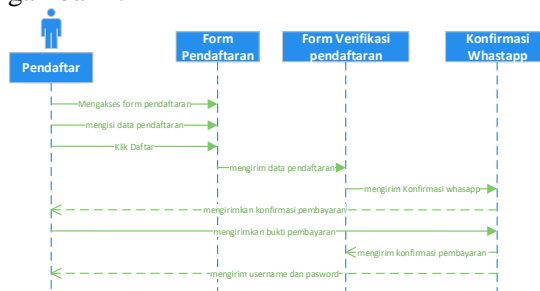 Form
Pendaftaran
Form Verifikasi
pendaftaran
Konfirmasi
Whastapp
Pendaftar
Mengakses form pendaftaran
mengisi data pendaftaran
Klik Daftar
mengirim data pendaftaran
mengirim Konfirmasi whasapp
mengirimkan konfirmasi pembayaran
mengirimkan bukti pembayaran
mengirim konfirmasi pembayaran
mengirim username dan pasword